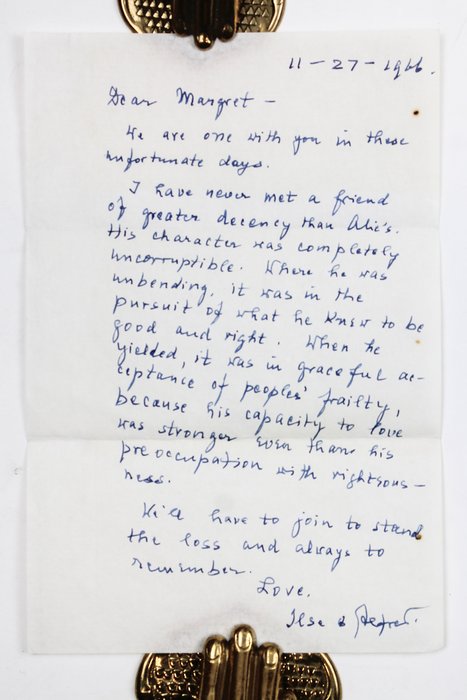 11-27-1966.
Dear Margret —
We are one with you in these
unfortunate days.
I have never met a friend
of greater decency than Alic's.
His character was completely
uncorruptible. Where he was
unbending, it was in the
pursuit of what he knew to be
good and right. When he
yielded, it was in graceful ac-
ceptance of peoples' frailty,
because his capacity to love
was stronger even than his
preoccupation with rightsous-
ness.
We'll have to join to stand
the loss and always to
remember.
Love.
Ilse &